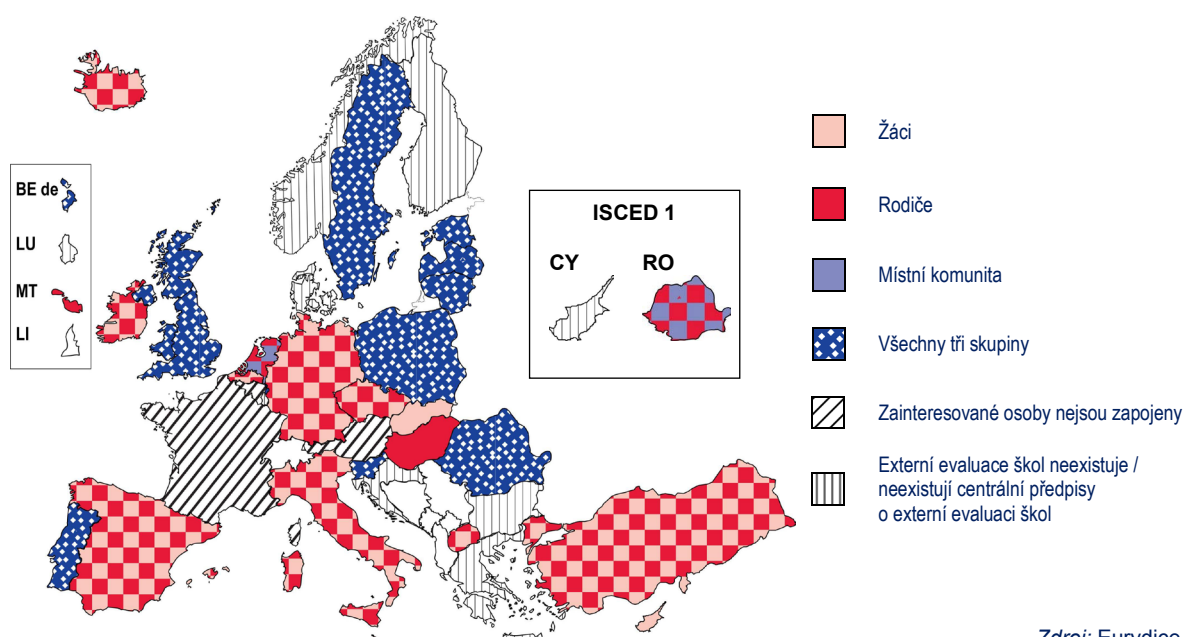 BE de
LU
MT
LI
ISCED 1
CY RO
Žáci
Rodiče
Místní komunita
Všechny tři skupiny
Zainteresované osoby nejsou zapojeny
Externí evaluace škol neexistuje /
neexistují centrální předpisy
o externí evaluaci škol
Zdroj: Eurydice